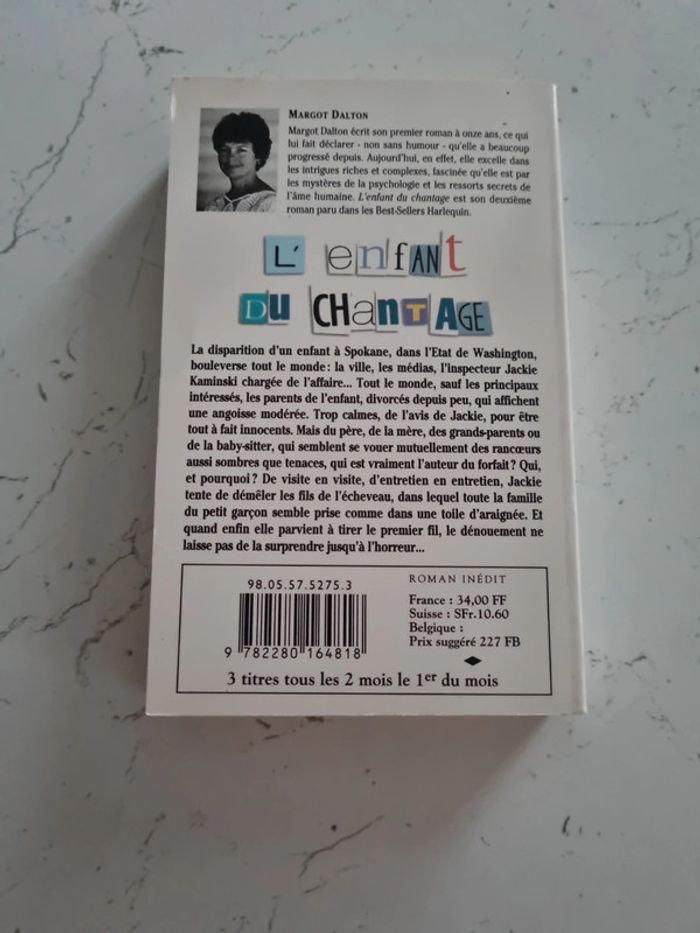 MARGOT DALTON
Margot Dalton écrit son premier roman à onze ans, ce qui
lui fait déclarer - non sans humour - qu'elle a beaucoup
progressé depuis. Aujourd'hui, en effet, elle excelle dans
les intrigues riches et complexes, fascinée qu'elle est par
les mystères de la psychologie et les ressorts secrets de
l'âme humaine. L'enfant du chantage est son deuxième
roman paru dans les Best-Sellers Harlequin.
L' enfANt
DU CHantAGE
La disparition d'un enfant à Spokane, dans l'Etat de Washington,
bouleverse tout le monde : la ville, les médias, l'inspecteur Jackie
Kaminski chargée de l'affaire... Tout le monde, sauf les principaux
intéressés, les parents de l'enfant, divorcés depuis peu, qui affichent
une angoisse modérée. Trop calmes, de l'avis de Jackie, pour être
tout à fait innocents. Mais du père, de la mère, des grands-parents ou
de la baby-sitter, qui semblent se vouer mutuellement des rancœurs
aussi sombres que tenaces, qui est vraiment l'auteur du forfait ? Qui,
et pourquoi ? De visite en visite, d'entretien en entretien, Jackie
tente de démêler les fils de l'écheveau, dans lequel toute la famille
du petit garçon semble prise comme dans une toile d'araignée. Et
quand enfin elle parvient à tirer le premier fil, le dénouement ne
laisse pas de la surprendre jusqu'à l'horreur...
98.05.57.5275.3
9 782280 164818
ROMAN INÉDIT
France : 34,00 FF
Suisse : SFr.10.60
Belgique :
Prix suggéré 227 FB
3 titres tous les 2 mois le 1er du mois